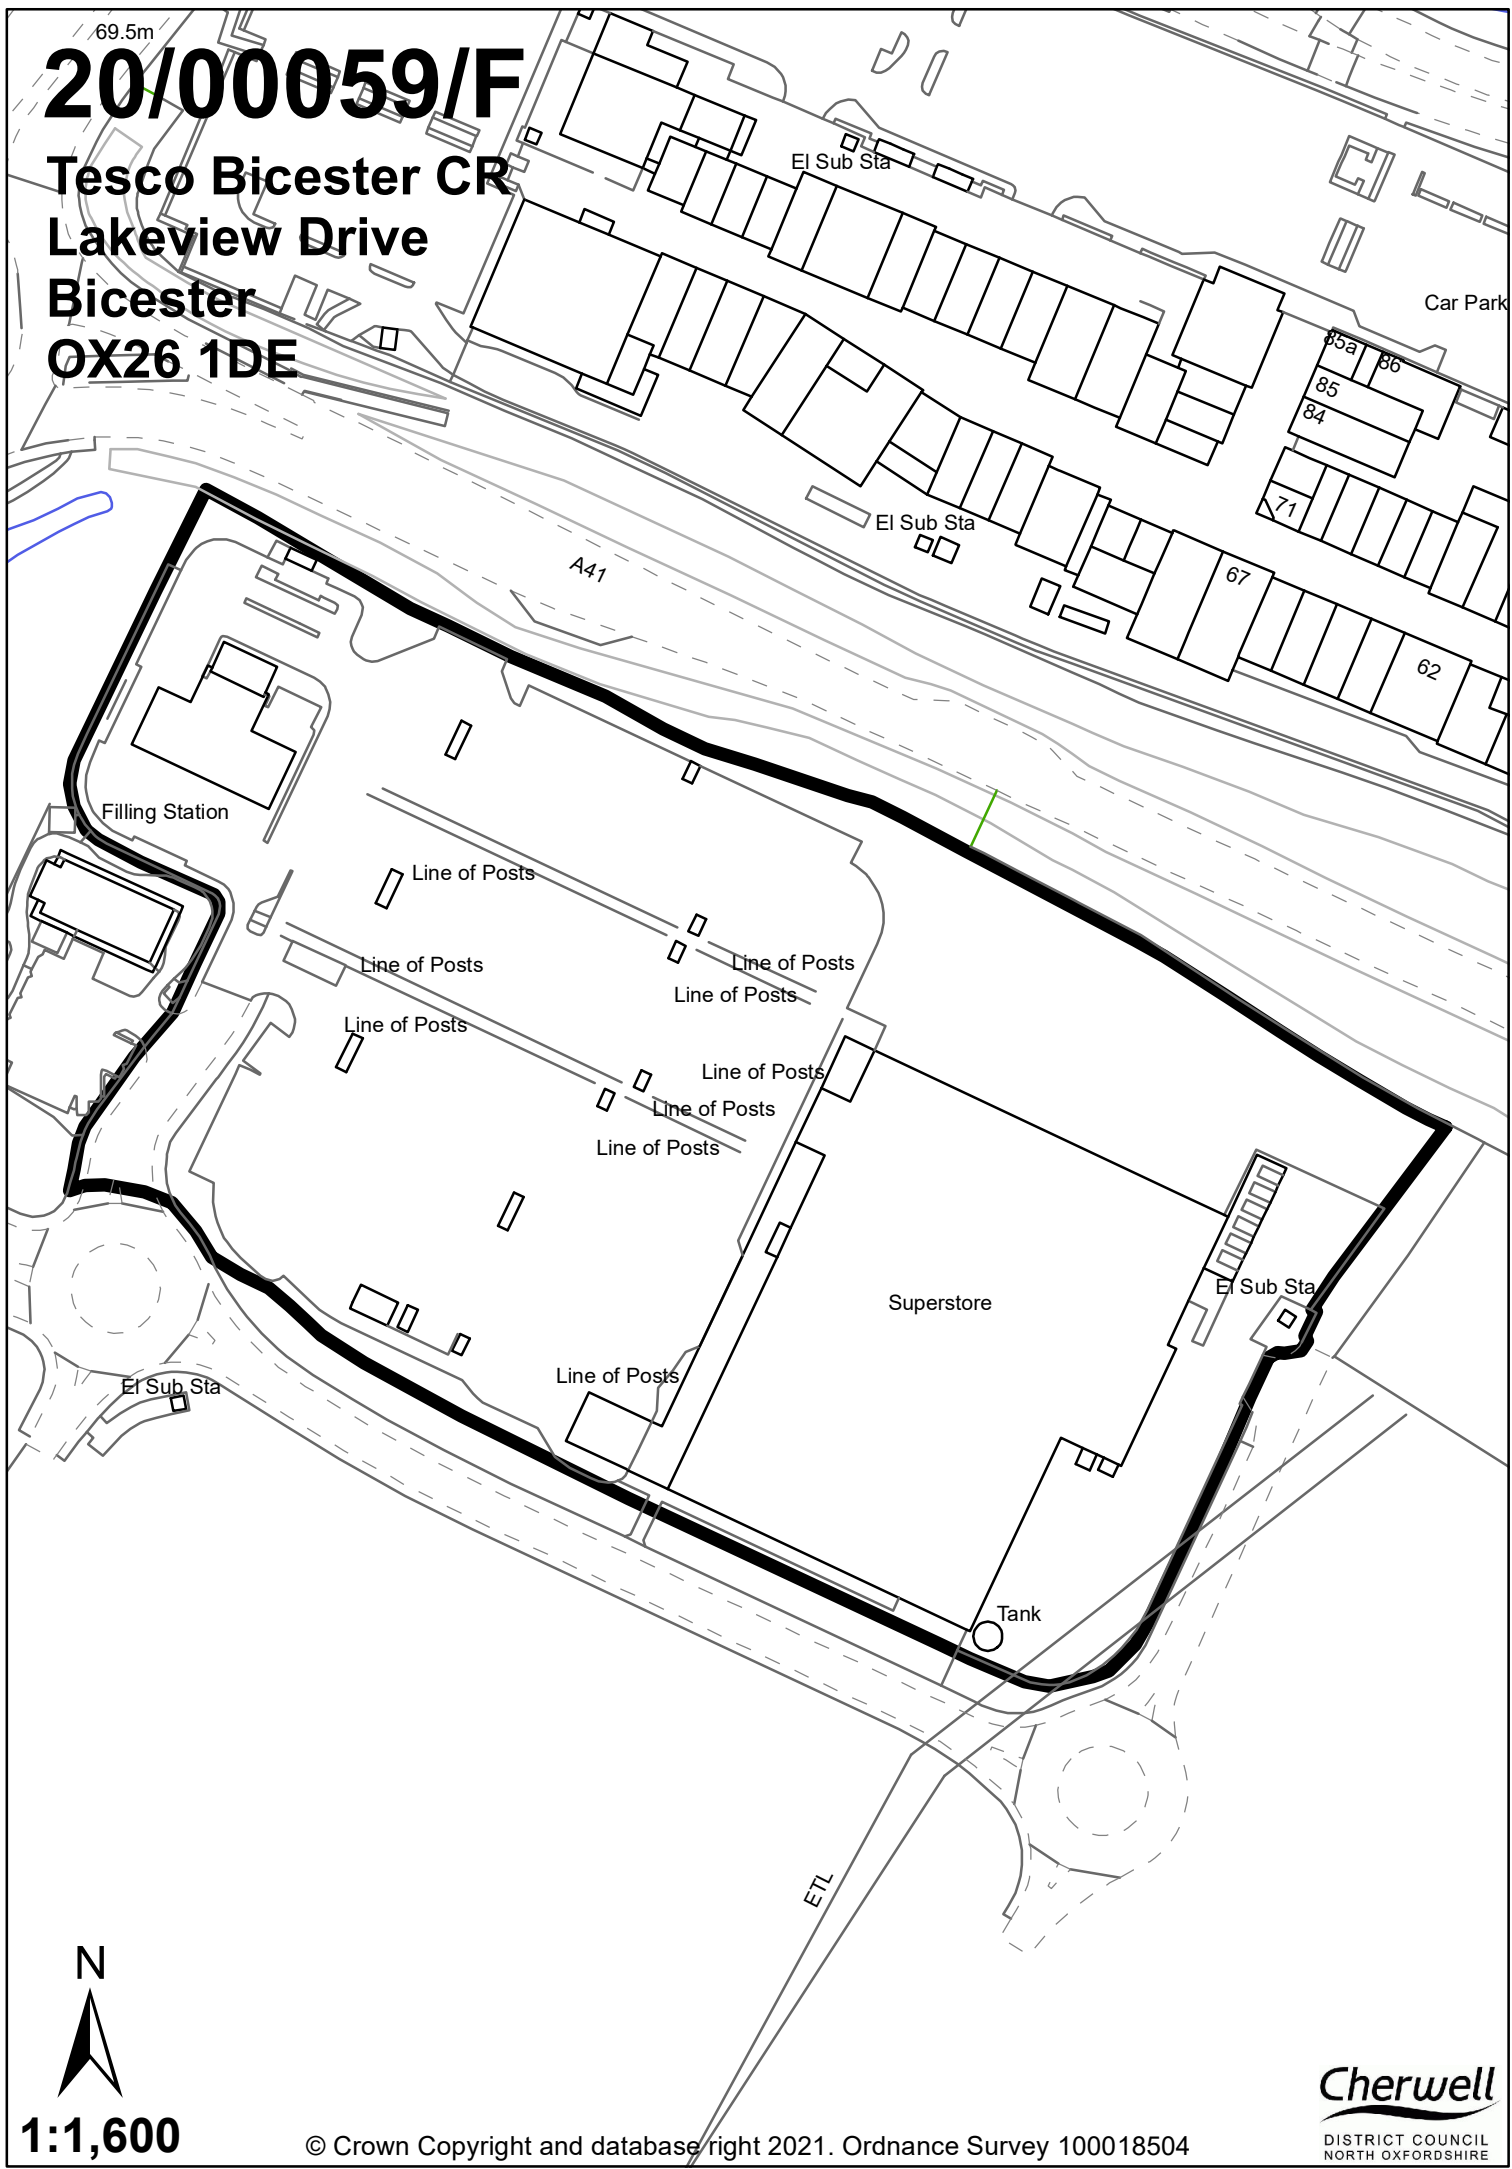 69.5m
20/00059/F
Tesco Bicester CR
Lakeview Drive
Bicester
OX26 1DE
El Sub Sta
Car Park
85a
86
85
84
71
El Sub Sta
A41
67
62
Filling Station
Line of Posts
Line of Posts
Line of Posts
Line of Posts
Line of Posts
Line of Posts
Line of Posts
Line of Posts
El Sub Sta
Superstore
Line of Posts
El Sub Sta
Tank
ETL
N
1:1,600
© Crown Copyright and database right 2021. Ordnance Survey 100018504
Cherwell
DISTRICT COUNCIL
NORTH OXFORDSHIRE